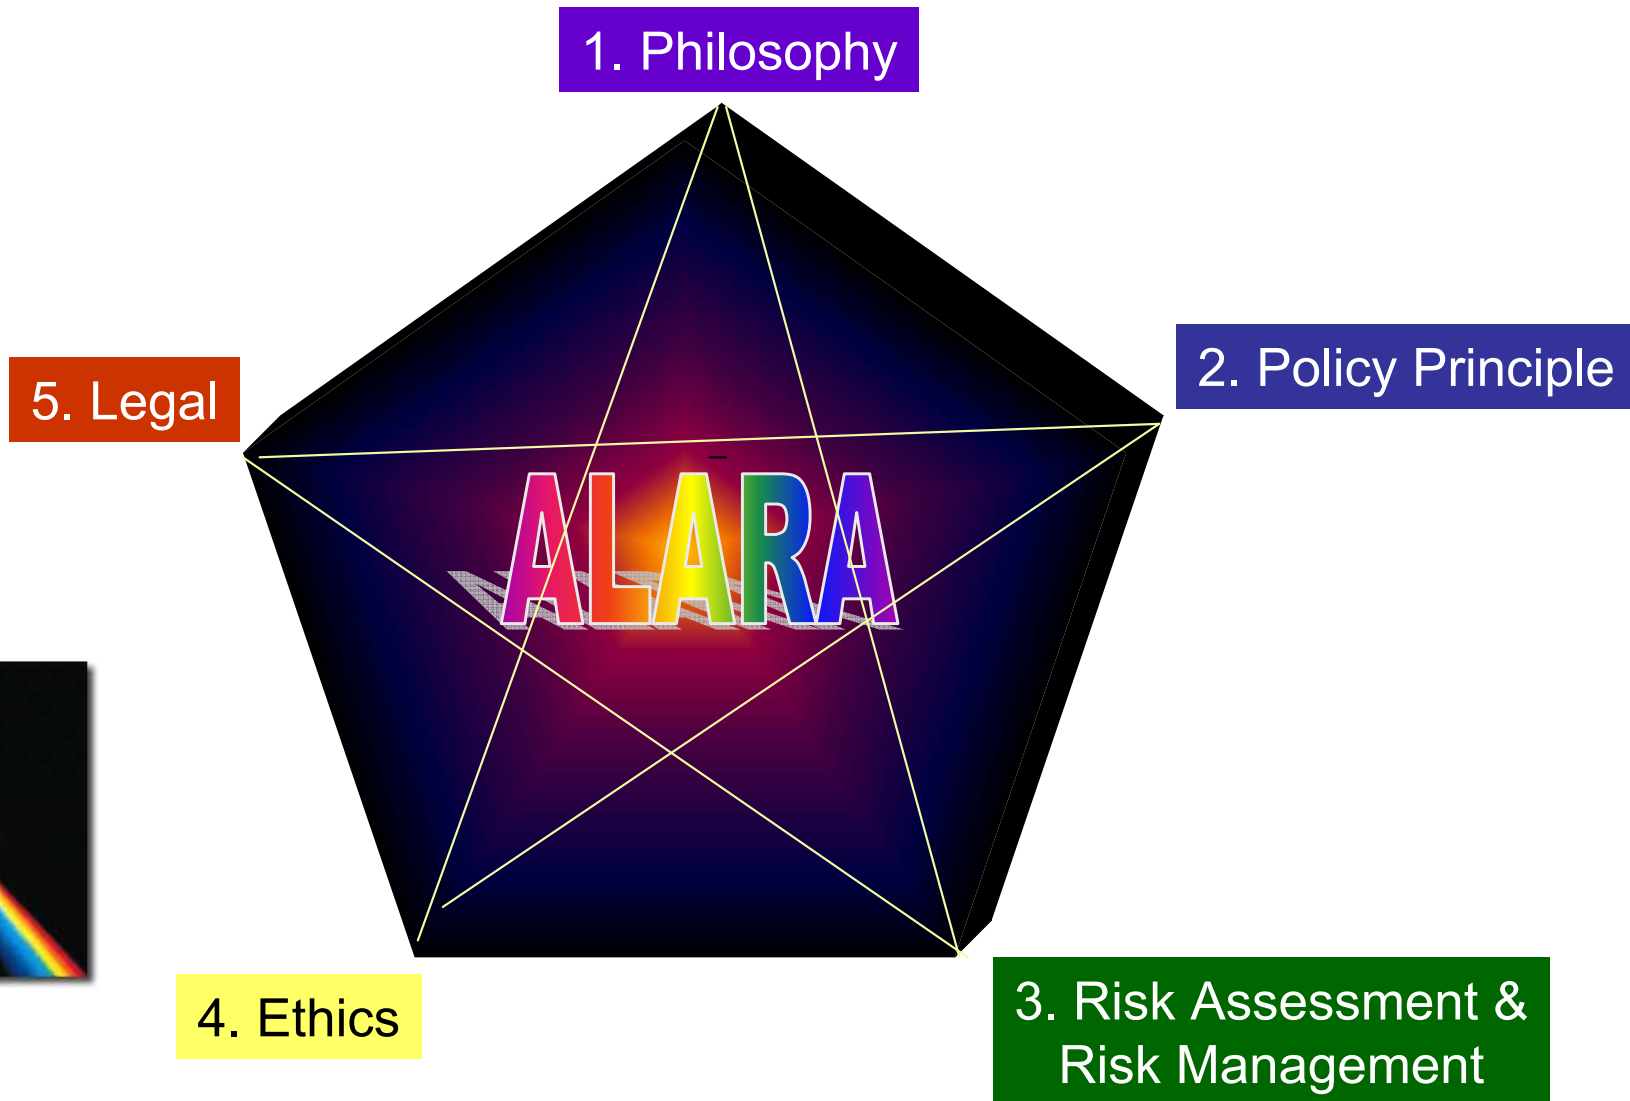 1. Philosophy
2. Policy Principle
5. Legal
ALARA
4. Ethics
3. Risk Assessment &
Risk Management